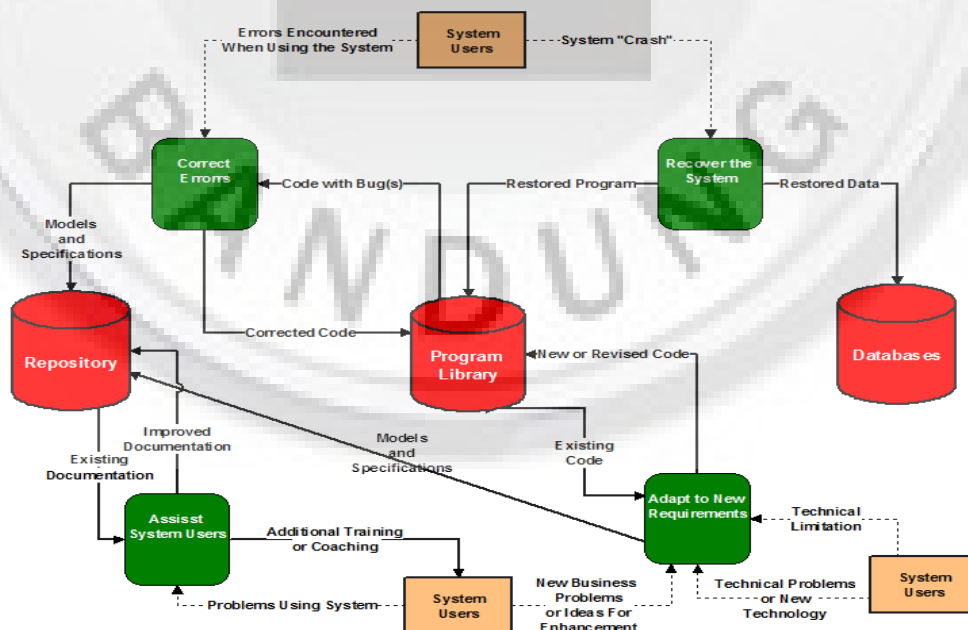 Errors Encountered
When Using the System
System
Users
System "Crash"
B A N D U N G
Correct
Errorrs
Code with Bug(s)
Restored Program
Recover the
System
Restored Data
Models
and
Specifications
Corrected Code
Repository
Program
Library
New or Revised Code
Databases
Improved
Documentation
Existing
Documentation
Models
and
Specifications
Existing
Code
Assisst
System Users
Additional Training
or Coaching
Adapt to New
Requirements
Technical
Limitation
Problems Using System
System
Users
New Business
Problems
or Ideas For
Enhancement
Technical Problems
or New
Technology
System
Users